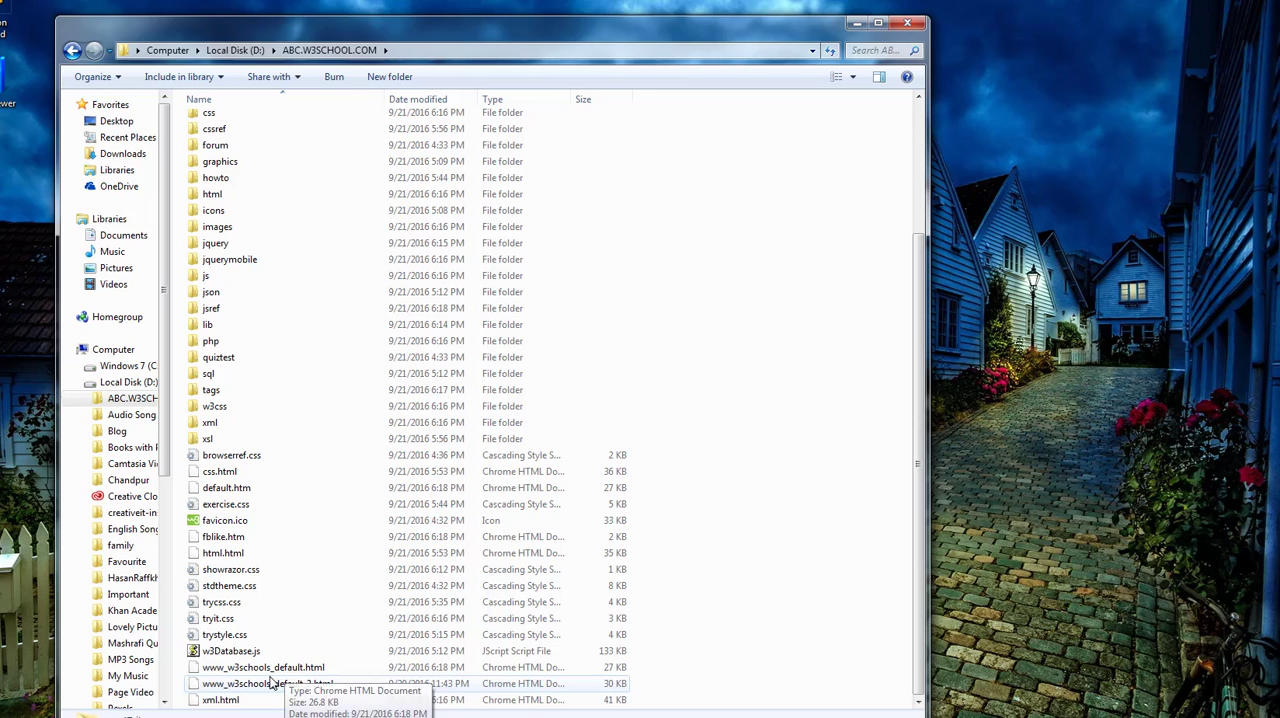 on
d
ewer
Computer Local Disk (D:) ABC.W3SCHOOL.COM Search AB...
Organize Include in library Share with Burn New folder
Name Date modified Type Size
css 9/21/2016 6:16 PM File folder
cssref 9/21/2016 5:56 PM File folder
forum 9/21/2016 4:33 PM File folder
graphics 9/21/2016 5:09 PM File folder
howto 9/21/2016 5:44 PM File folder
html 9/21/2016 6:16 PM File folder
icons 9/21/2016 5:08 PM File folder
images 9/21/2016 6:16 PM File folder
jquery 9/21/2016 6:15 PM File folder
jquerymobile 9/21/2016 6:16 PM File folder
js 9/21/2016 6:16 PM File folder
json 9/21/2016 5:12 PM File folder
jsref 9/21/2016 6:18 PM File folder
lib 9/21/2016 6:14 PM File folder
php 9/21/2016 6:16 PM File folder
quiztest 9/21/2016 4:33 PM File folder
sql 9/21/2016 5:12 PM File folder
tags 9/21/2016 6:17 PM File folder
w3css 9/21/2016 6:16 PM File folder
xml 9/21/2016 6:16 PM File folder
xsl 9/21/2016 5:56 PM File folder
browserref.css 9/21/2016 4:36 PM Cascading Style S... 2 KB
css.html 9/21/2016 5:53 PM Chrome HTML Do... 36 KB
default.htm 9/21/2016 6:18 PM Chrome HTML Do... 27 KB
exercise.css 9/21/2016 5:44 PM Cascading Style S... 5 KB
favicon.ico 9/21/2016 4:32 PM Icon 33 KB
fblike.htm 9/21/2016 6:18 PM Chrome HTML Do... 2 KB
html.html 9/21/2016 5:53 PM Chrome HTML Do... 35 KB
showrazor.css 9/21/2016 6:12 PM Cascading Style S... 1 KB
stdtheme.css 9/21/2016 4:32 PM Cascading Style S... 8 KB
trycss.css 9/21/2016 5:35 PM Cascading Style S... 4 KB
tryit.css 9/21/2016 6:16 PM Cascading Style S... 3 KB
trystyle.css 9/21/2016 5:15 PM Cascading Style S... 4 KB
w3Database.js 9/21/2016 5:12 PM JScript Script File 133 KB
www_w3schools_default.html 9/21/2016 6:18 PM Chrome HTML Do... 27 KB
11:43 PM Chrome HTML Do... 30 KB
xml.html 5:16 PM Chrome HTML Do... 41 KB
Type: Chrome HTML Document
Size: 26.8 KB
Date modified: 9/21/2016 6:18 PM
Favorites
Desktop
Recent Places
Downloads
Libraries
OneDrive
Libraries
Documents
Music
Pictures
Videos
Homegroup
Computer
Windows 7 (C
Local Disk (D:)
ABC.W3SCH
Audio Song
Blog
Books with
Camtasia Vi
Chandpur
Creative Clo
creativeit-in
English Song
family
Favourite
HasanRaffkh
Important
Khan Acade
Lovely Pictu
Mashrafi Qu
MP3 Songs
My Music
Page Video